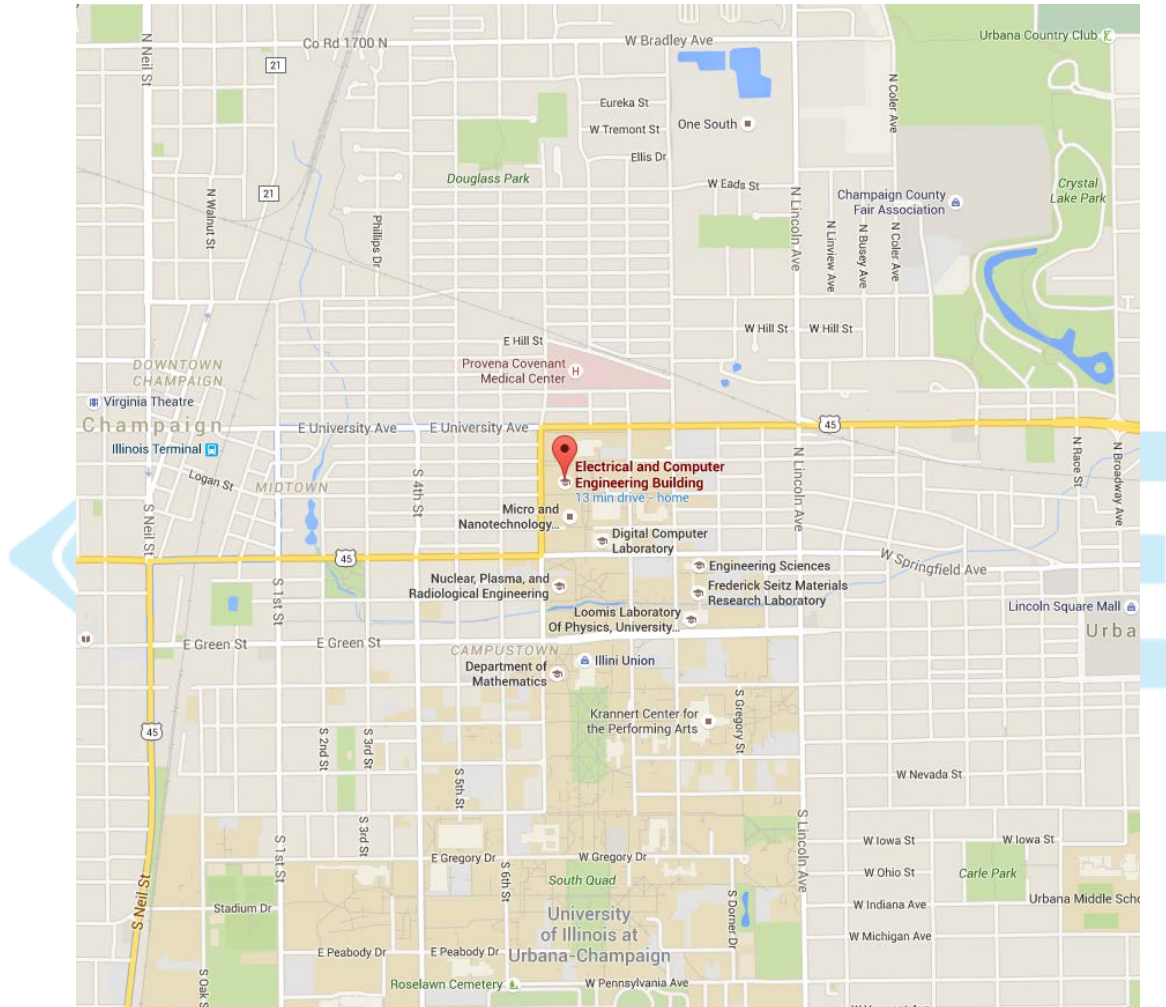 Co Rd 1700 N
W Bradley Ave
Urbana Country Club
N Neil St
21
N Coler Ave
Eureka St
One South
W Tremont St
Ellis Dr
Douglass Park
W Eads St
Crystal
Lake Park
21
Champaign County
Fair Association
N Walnut St
Phillips Dr
N Lincoln Ave
N Linview Ave
N Busey Ave
N Coler Ave
W Hill St
W Hill St
E Hill St
DOWNTOWN
CHAMPAIGN
Provena Covenant
Medical Center
H
Virginia Theatre
Champaign
E University Ave
E University Ave
45
Illinois Terminal
N Race St
N Broadway Ave
N Lincoln Ave
Logan St
MIDTOWN
S 4th St
Electrical and Computer
Engineering Building
13 min drive - home
S Neil St
Micro and
Nanotechnology...
Digital Computer
Laboratory
45
W Springfield Ave
Engineering Sciences
Nuclear, Plasma, and
Radiological Engineering
Frederick Seitz Materials
Research Laboratory
S 1st St
Loomis Laboratory
Of Physics, University...
Lincoln Square Mall
Urba
E Green St
E Green St
CAMPUSTOWN
Illini Union
Department of
Mathematics
S Gregory St
Krannert Center for
the Performing Arts
45
S 2nd St
S 3rd St
S 5th St
W Nevada St
S 3rd St
S 1st St
S Lincoln Ave
W Iowa St
W Iowa St
E Gregory Dr
S 6th St
W Gregory Dr
South Quad
W Ohio St
Carle Park
S Neil St
Stadium Dr
S Dorner Dr
W Indiana Ave
Urbana Middle Scho
University
of Illinois at
Urbana-Champaign
W Michigan Ave
E Peabody Dr
E Peabody Dr
S Oak St
Roselawn Cemetery
W Pennsylvania Ave